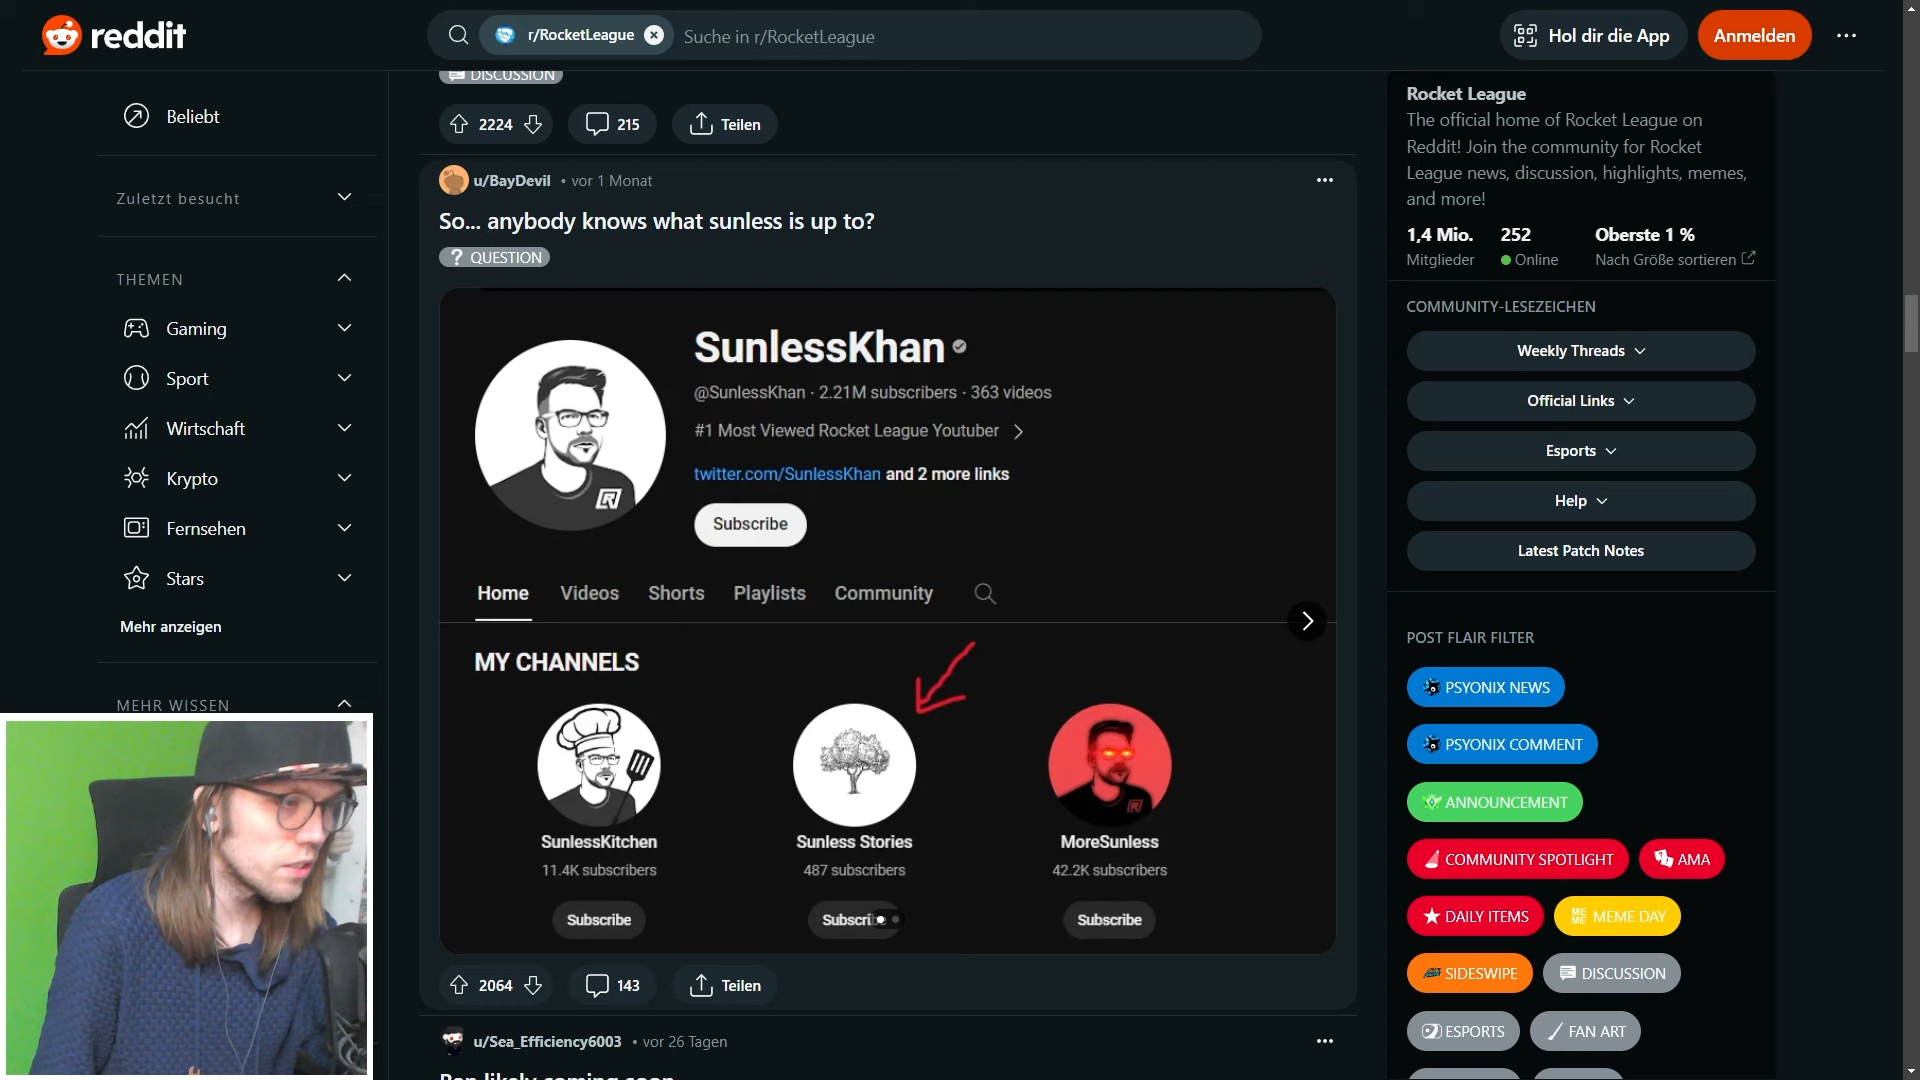 reddit
r/RocketLeague
Suche in r/RocketLeague
Hol dir die App
Anmelden
Beliebt
Zuletzt besucht
THEMEN
Gaming
Sport
Wirtschaft
Krypto
Fernsehen
Stars
Mehr anzeigen
MEHR WISSEN
DISCUSSION
2224
215
Teilen
u/BayDevil • vor 1 Monat
So... anybody knows what sunless is up to?
? QUESTION
SunlessKhan
@SunlessKhan · 2.21M subscribers · 363 videos
#1 Most Viewed Rocket League Youtuber
twitter.com/SunlessKhan and 2 more links
Subscribe
Home Videos Shorts Playlists Community
MY CHANNELS
SunlessKitchen
11.4K subscribers
Subscribe
Sunless Stories
487 subscribers
MoreSunless
42.2K subscribers
Subscribe
2064
143
Teilen
u/Sea_Efficiency6003 • vor 26 Tagen
Rocket League
The official home of Rocket League on
Reddit! Join the community for Rocket
League news, discussion, highlights, memes,
and more!
1,4 Mio. 252 Oberste 1 %
Mitglieder Online Nach Größe sortieren
COMMUNITY-LESEZEICHEN
Weekly Threads
Official Links
Esports
Help
Latest Patch Notes
POST FLAIR FILTER
PSYONIX NEWS
PSYONIX COMMENT
ANNOUNCEMENT
COMMUNITY SPOTLIGHT
AMA
DAILY ITEMS
MEME DAY
SIDESWIPE
DISCUSSION
ESPORTS
FAN ART